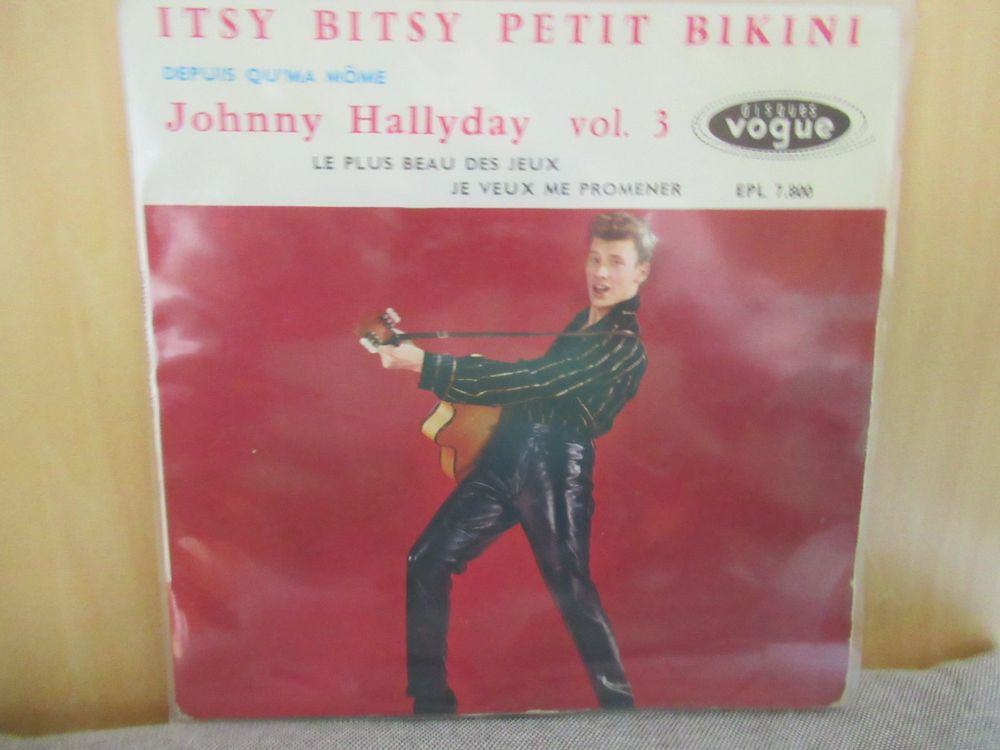 ITSY BITSY PETIT BIKINI
DEPUIS QU'MA MÔME
Johnny Hallyday vol. 3
DISQUES
vogue
LE PLUS BEAU DES JEUX
JE VEUX ME PROMENER
EPL 7.800